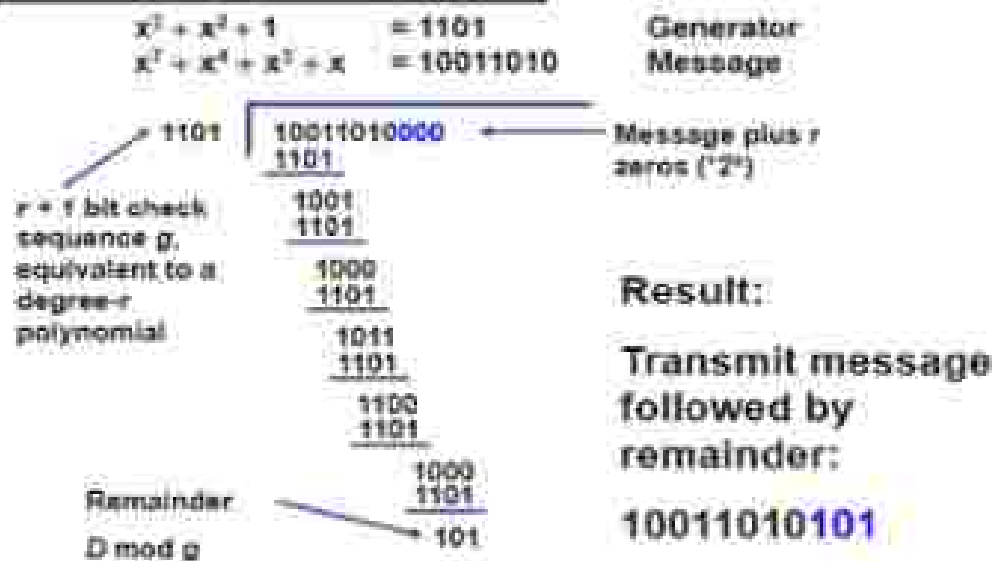 x³ + x² + 1 = 1101 Generator
x⁷ + x⁴ + x³ + x = 10011010 Message
1101 10011010000
Message plus r
zeros (*2ʳ)
1101
r + 1 bit check
sequence g,
equivalent to a
degree-r
polynomial
1001
1101
1000
1101
1011
1101
1100
1101
1000
1101
101
Remainder
D mod g
Result:
Transmit message
followed by
remainder:
10011010101